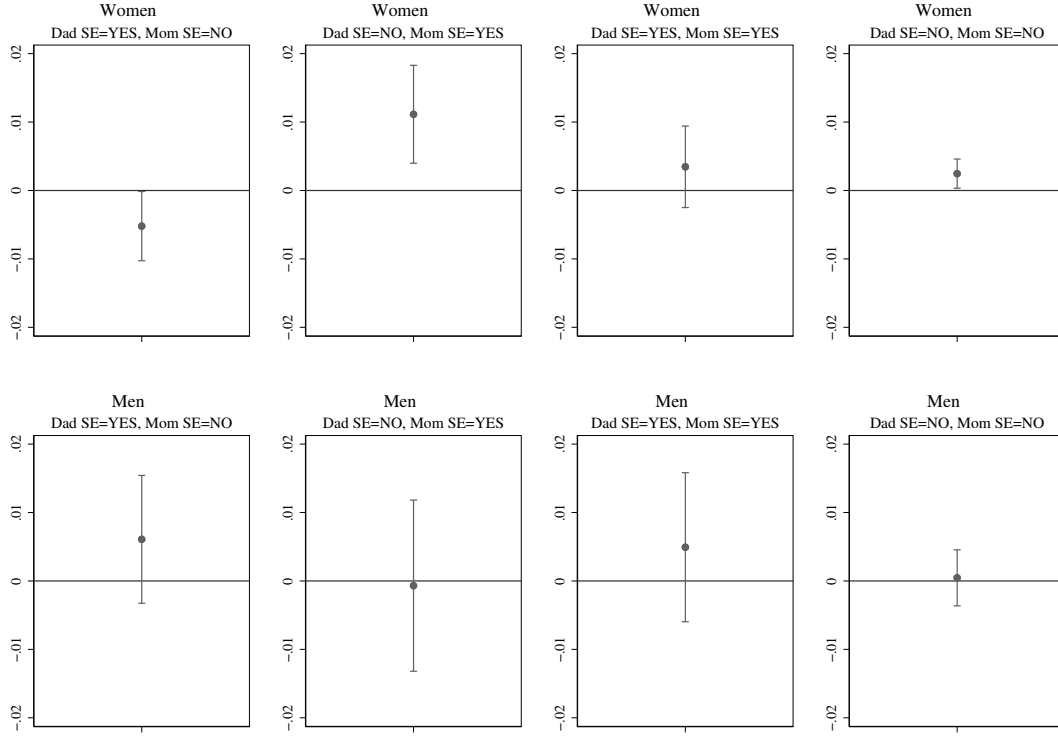 Women
Dad SE=YES, Mom SE=NO
.02
.01
0
-.01
-.02
Women
Dad SE=NO, Mom SE=YES
.02
.01
0
-.01
-.02
Women
Dad SE=YES, Mom SE=YES
.02
.01
0
-.01
-.02
Women
Dad SE=NO, Mom SE=NO
.02
.01
0
-.01
-.02
Men
Dad SE=YES, Mom SE=NO
.02
.01
0
-.01
-.02
Men
Dad SE=NO, Mom SE=YES
.02
.01
0
-.01
-.02
Men
Dad SE=YES, Mom SE=YES
.02
.01
0
-.01
-.02
Men
Dad SE=NO, Mom SE=NO
.02
.01
0
-.01
-.02